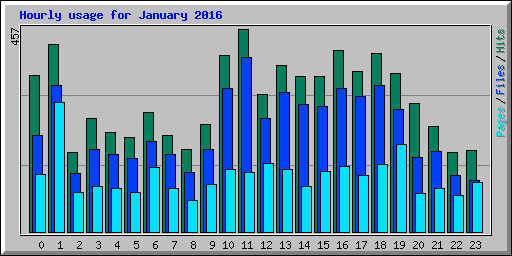 Hourly usage for January 2016
457
Pages/Files/Hits
0 1 2 3 4 5 6 7 8 9 10 11 12 13 14 15 16 17 18 19 20 21 22 23